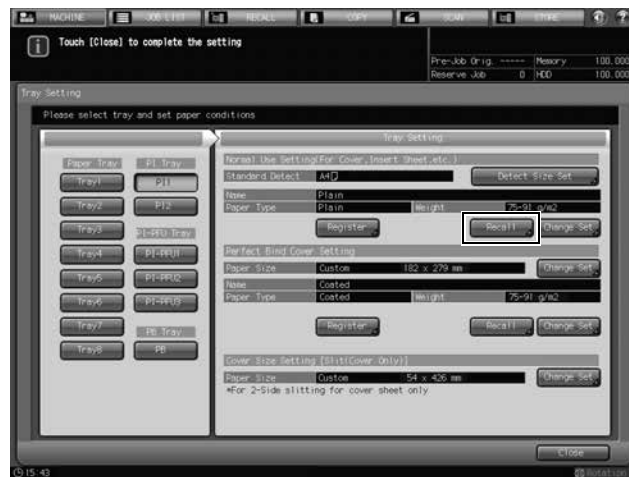 MACHINE JOB LIST RECALL COPY SCAN STORE
Touch [Close] to complete the setting
Pre-Job Orig. ----- Memory 100.000
Reserve Job 0 HDD 100.000
Tray Setting
Please select tray and set paper conditions
Tray Setting
Paper Tray PI Tray
Tray1 PI1
Tray2 PI2
Tray3 PI-PFU Tray
Tray4 PI-PFU1
Tray5 PI-PFU2
Tray6 PI-PFU3
Tray7 PB Tray
Tray8 PB
Normal Use Setting(For Cover,Insert Sheet,etc.)
Standard Detect A4 Detect Size Set
Name Plain
Paper Type Plain Weight 75-91 g/m2
Register Recall Change Set
Perfect Bind Cover Setting
Paper Size Custom 182 x 279 mm Change Set
Name Coated
Paper Type Coated Weight 75-91 g/m2
Register Recall Change Set
Cover Size Setting [Slit(Cover Only)]
Paper Size Custom 54 x 426 mm Change Set
*For 2-Side slitting for cover sheet only
Close
15:43 Rotation